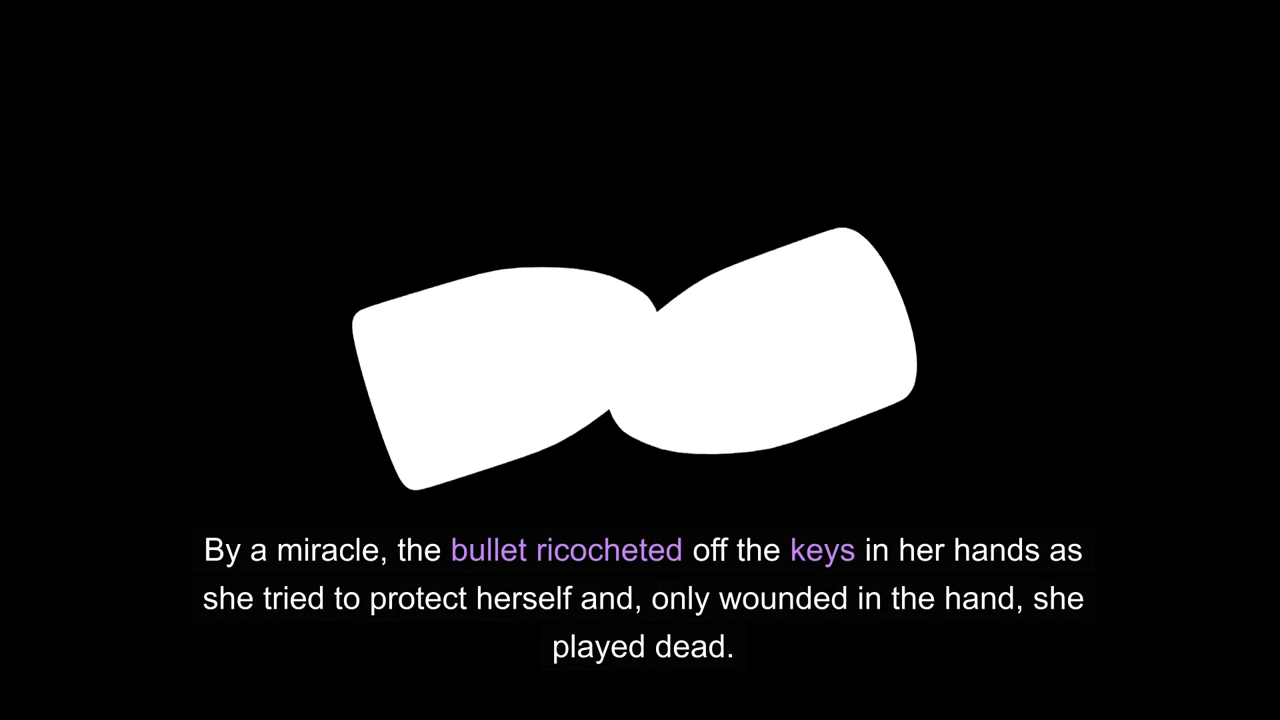 By a miracle, the bullet ricocheted off the keys in her hands as
she tried to protect herself and, only wounded in the hand, she
played dead.